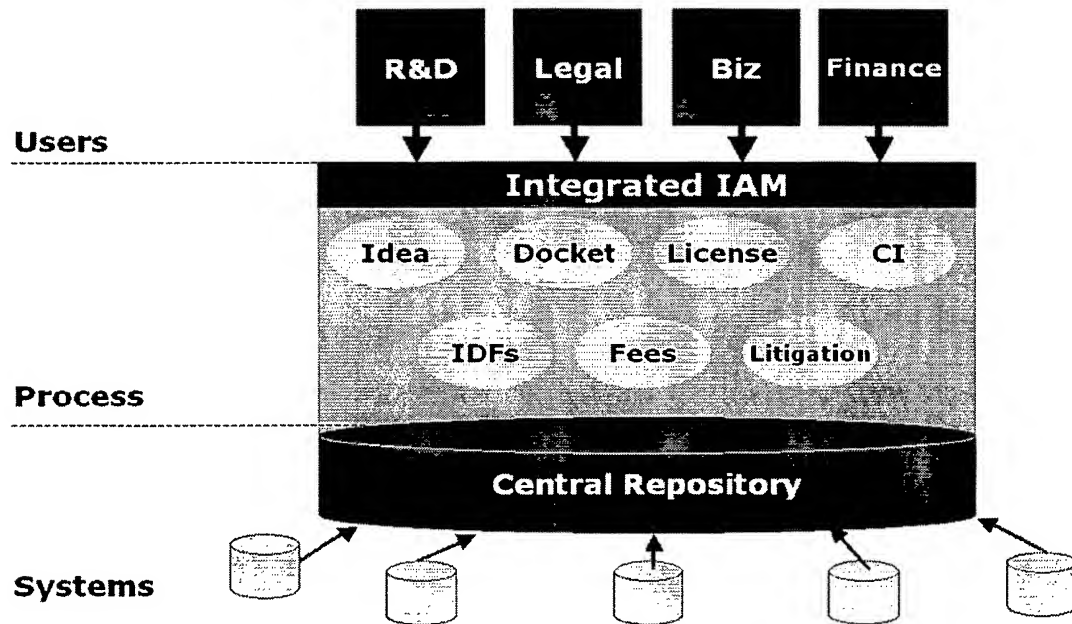 R&D Legal Biz Finance
Users
Integrated IAM
Idea Docket License CI
IDFs Fees Litigation
Process
Central Repository
Systems